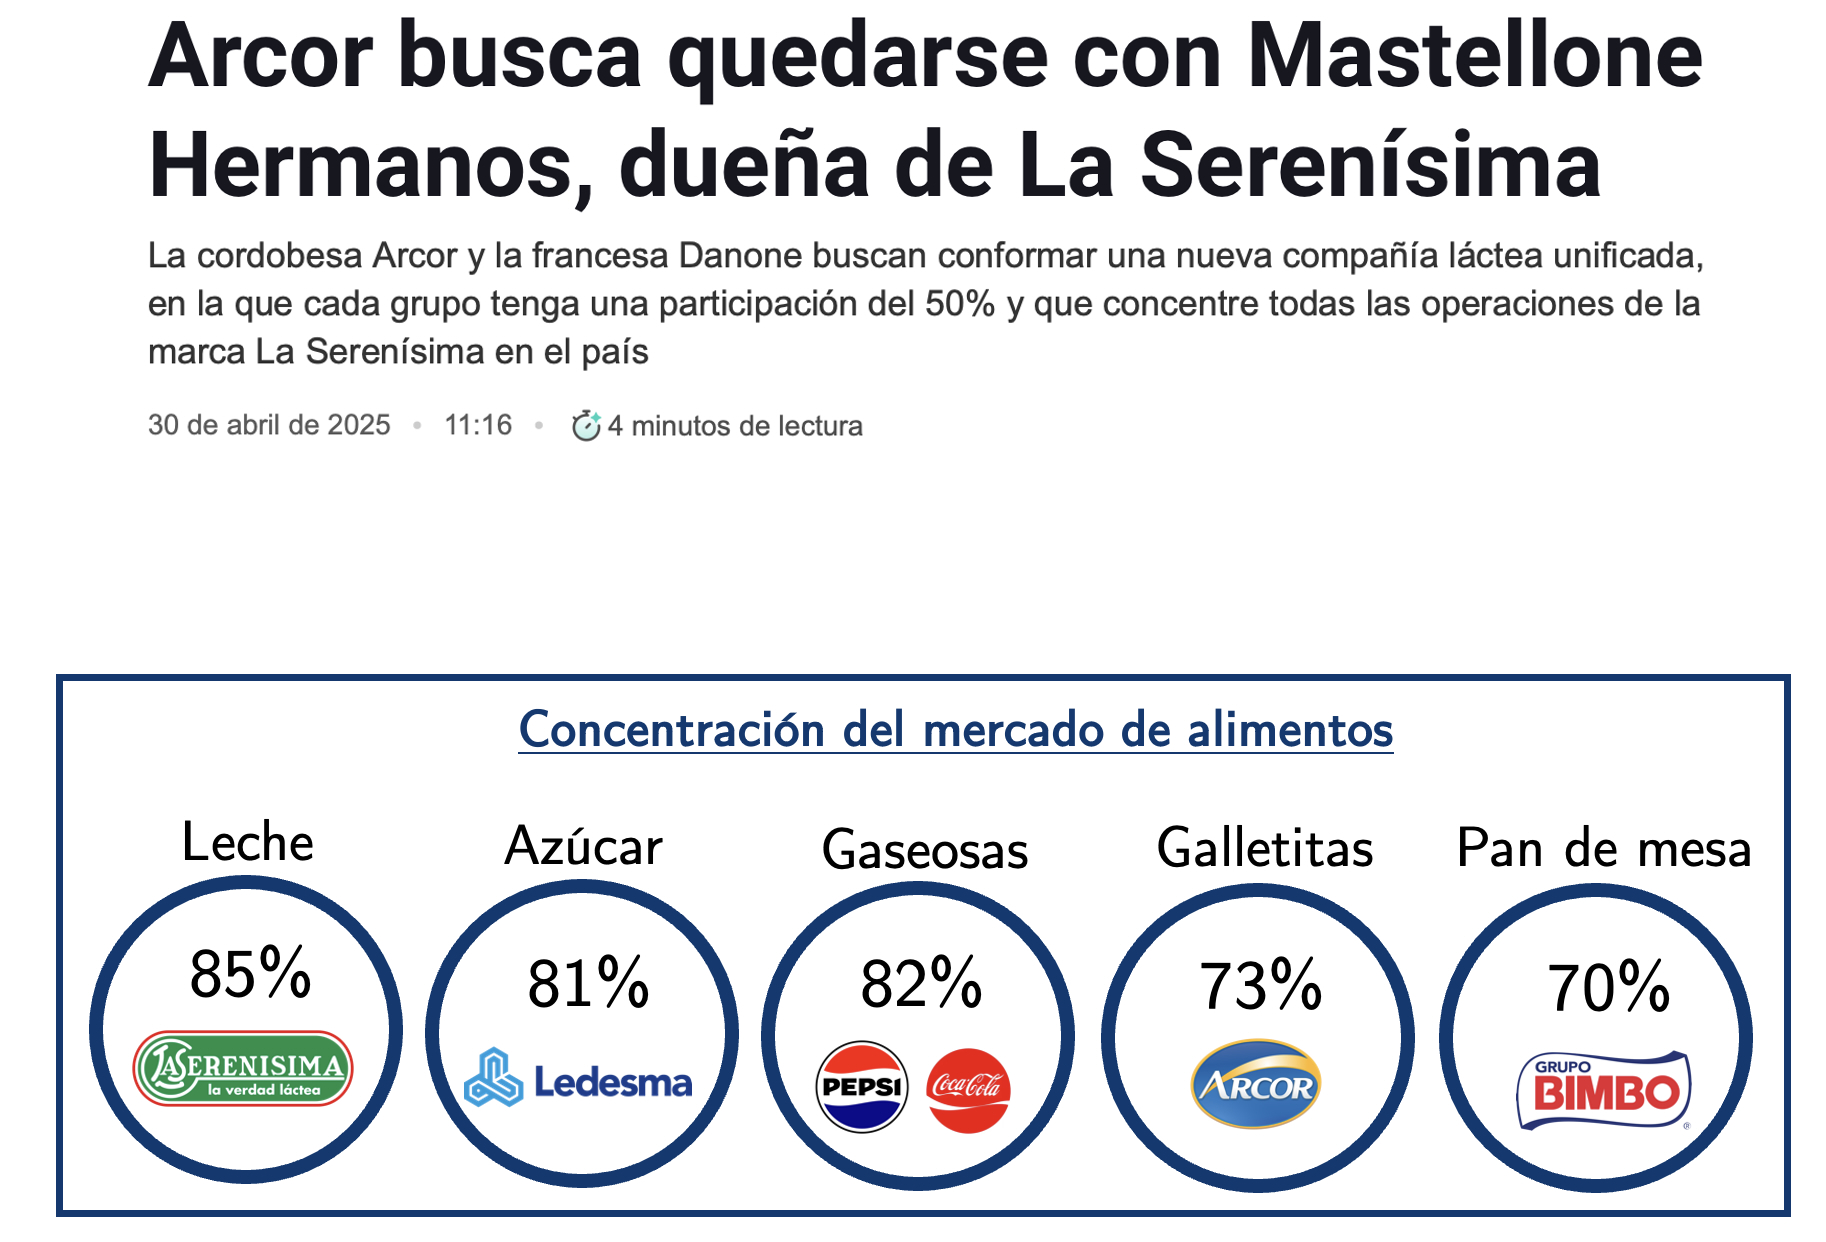 Arcor busca quedarse con Mastellone
Hermanos, dueña de La Serenísima
La cordobesa Arcor y la francesa Danone buscan conformar una nueva compañía láctea unificada,
en la que cada grupo tenga una participación del 50% y que concentre todas las operaciones de la
marca La Serenísima en el país
30 de abril de 2025 • 11:16 • 4 minutos de lectura
Concentración del mercado de alimentos
Leche
85%
LASERENISIMA
la verdad láctea
Azúcar
81%
Ledesma
Gaseosas
82%
PEPSI
Coca-Cola
Galletitas
73%
ARCOR
Pan de mesa
70%
GRUPO
BIMBO
®